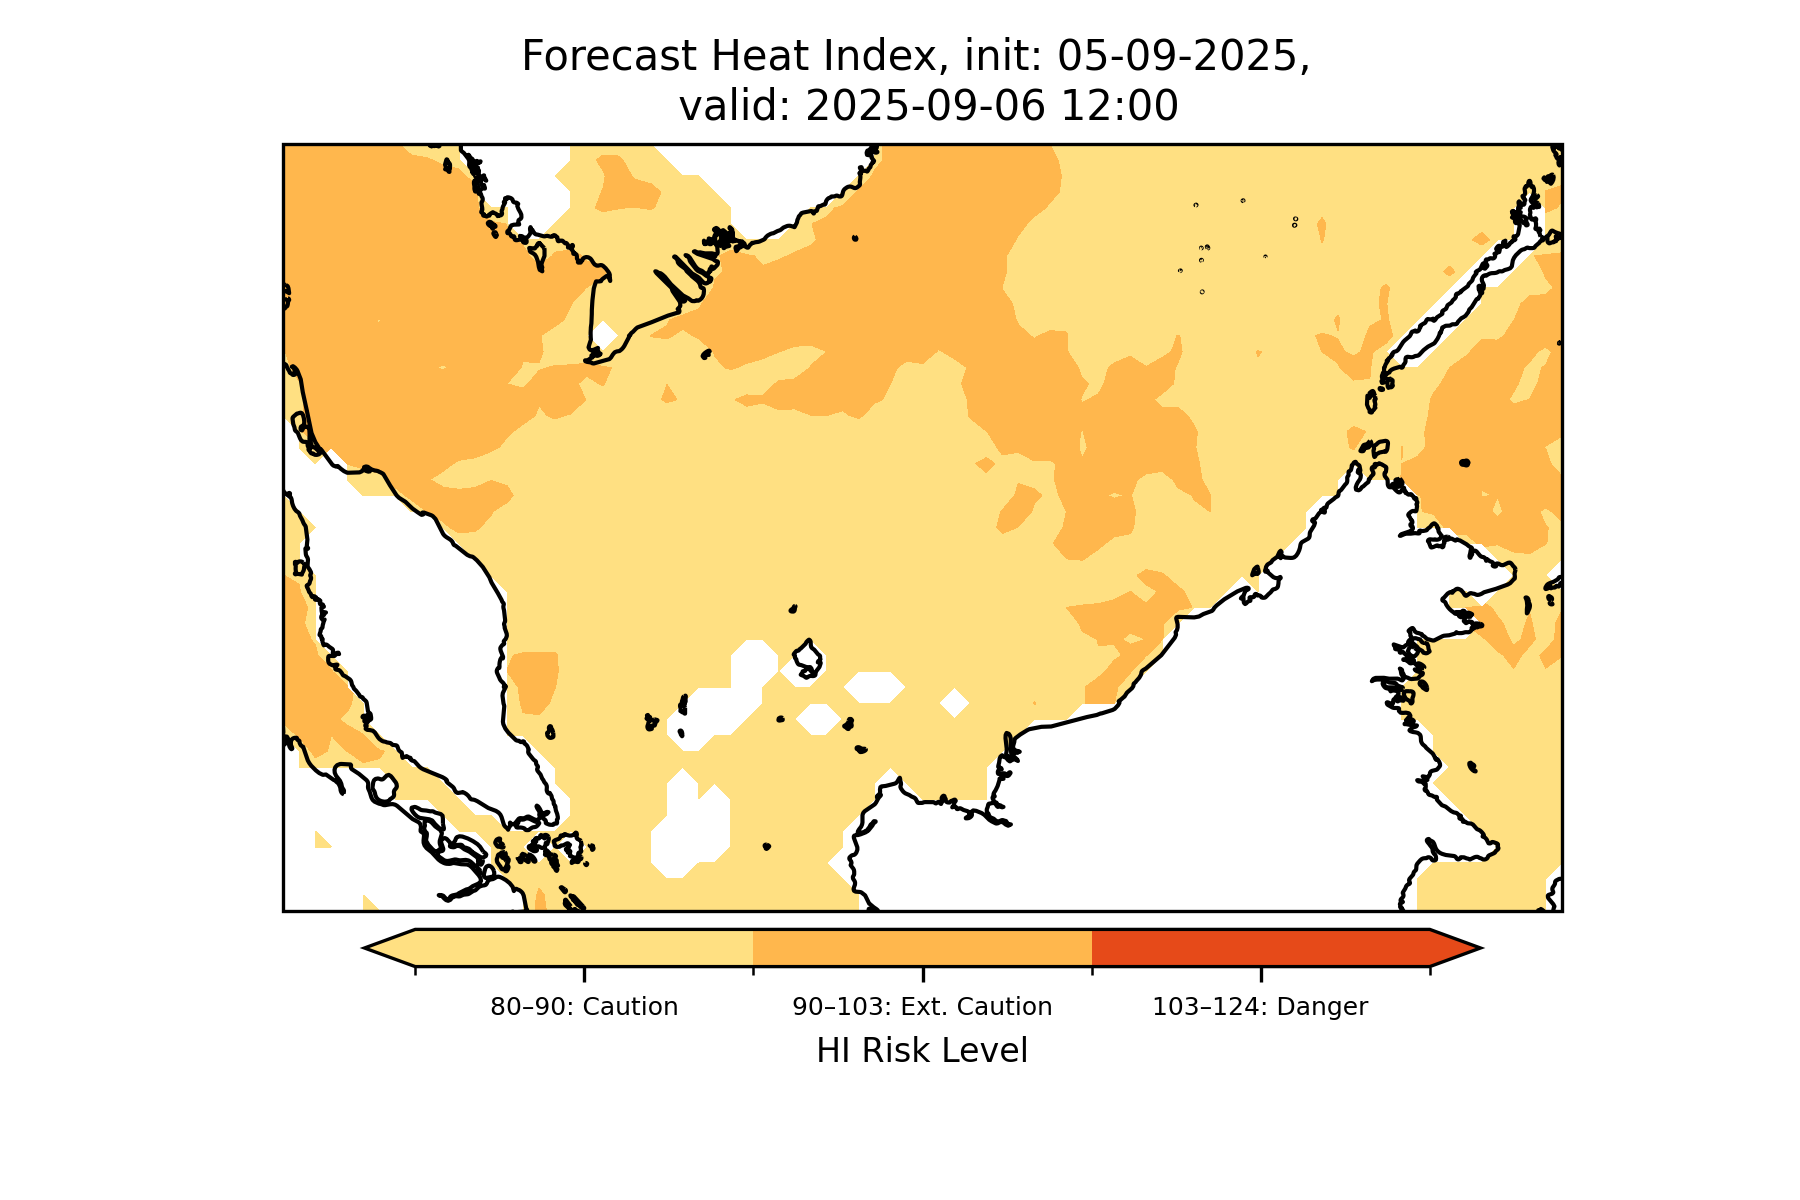 Forecast Heat Index, init: 05-09-2025,
valid: 2025-09-06 12:00
80–90: Caution
90–103: Ext. Caution
103–124: Danger
HI Risk Level